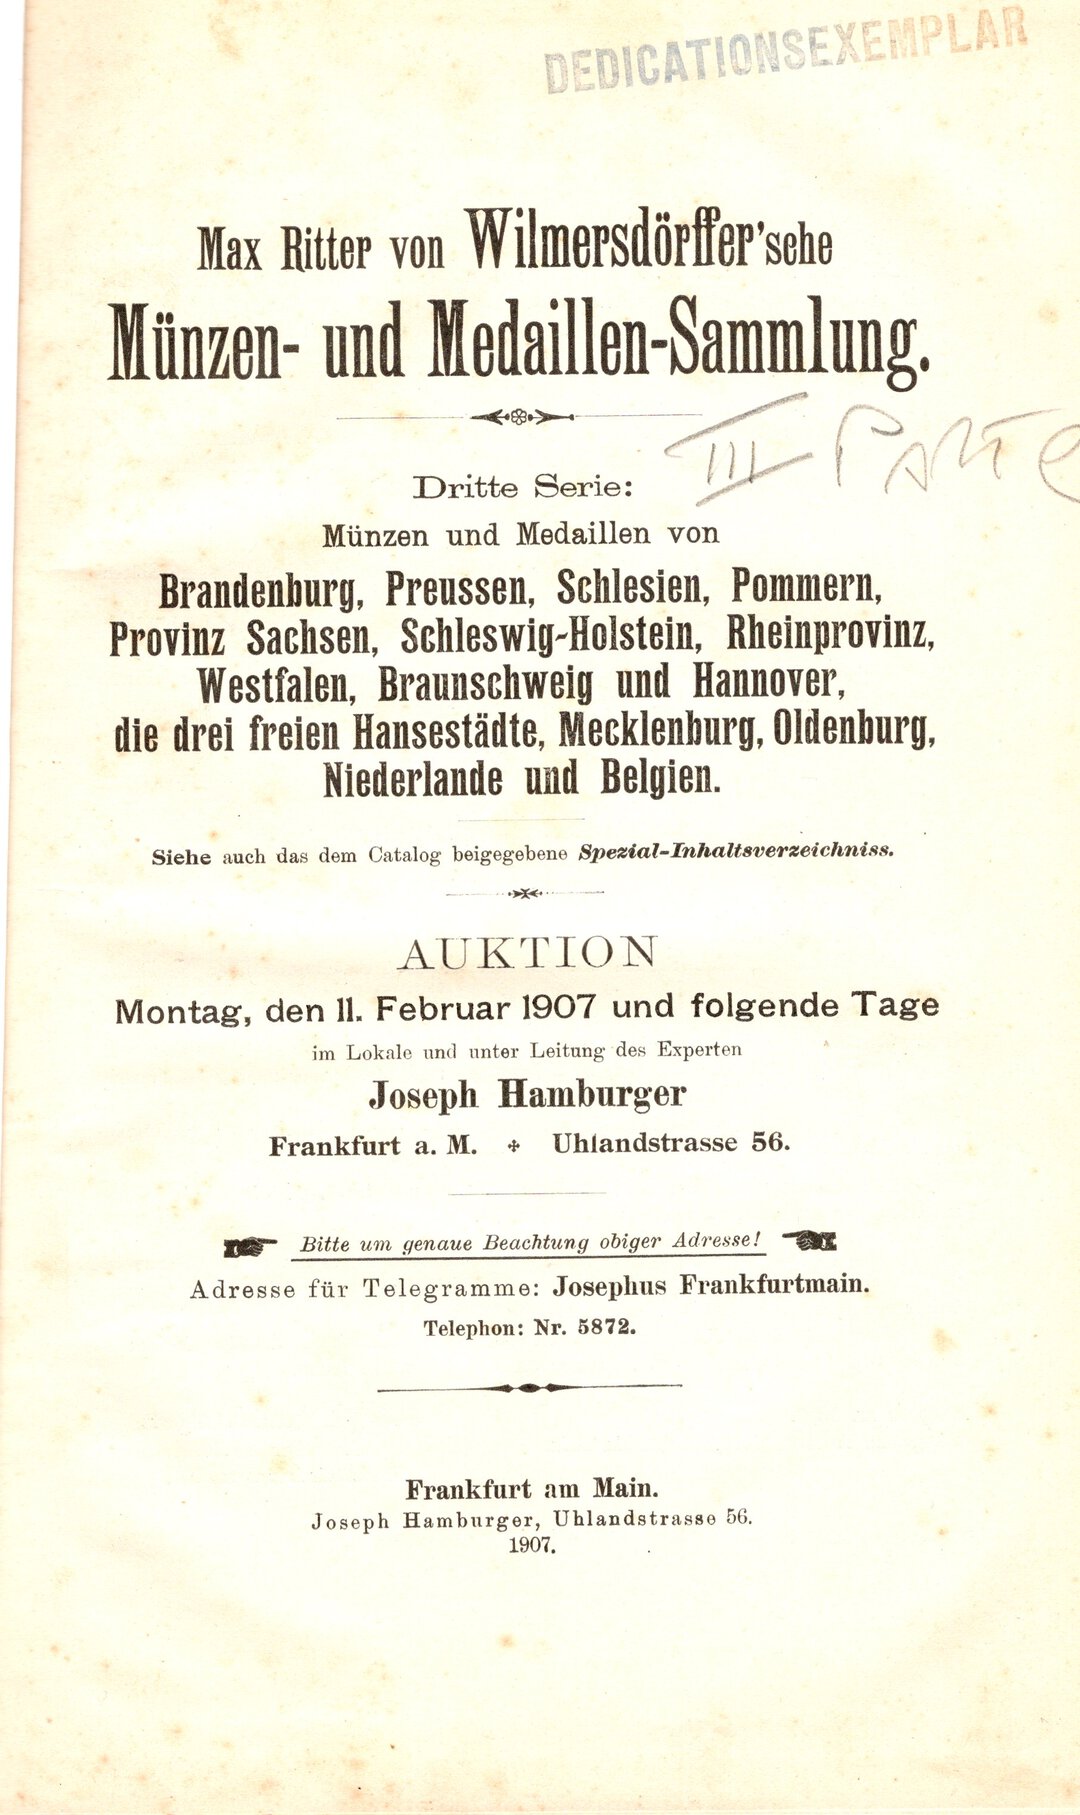 DEDICATIONSEXEMPLAR
Max Ritter von Wilmersdörffer'sche
Münzen- und Medaillen-Sammlung.
III PARTE
Dritte Serie:
Münzen und Medaillen von
Brandenburg, Preussen, Schlesien, Pommern,
Provinz Sachsen, Schleswig-Holstein, Rheinprovinz,
Westfalen, Braunschweig und Hannover,
die drei freien Hansestädte, Mecklenburg, Oldenburg,
Niederlande und Belgien.
Siehe auch das dem Catalog beigegebene Spezial-Inhaltsverzeichniss.
AUKTION
Montag, den 11. Februar 1907 und folgende Tage
im Lokale und unter Leitung des Experten
Joseph Hamburger
Frankfurt a. M. ✢ Uhlandstrasse 56.
Bitte um genaue Beachtung obiger Adresse!
Adresse für Telegramme: Josephus Frankfurtmain.
Telephon: Nr. 5872.
Frankfurt am Main.
Joseph Hamburger, Uhlandstrasse 56.
1907.